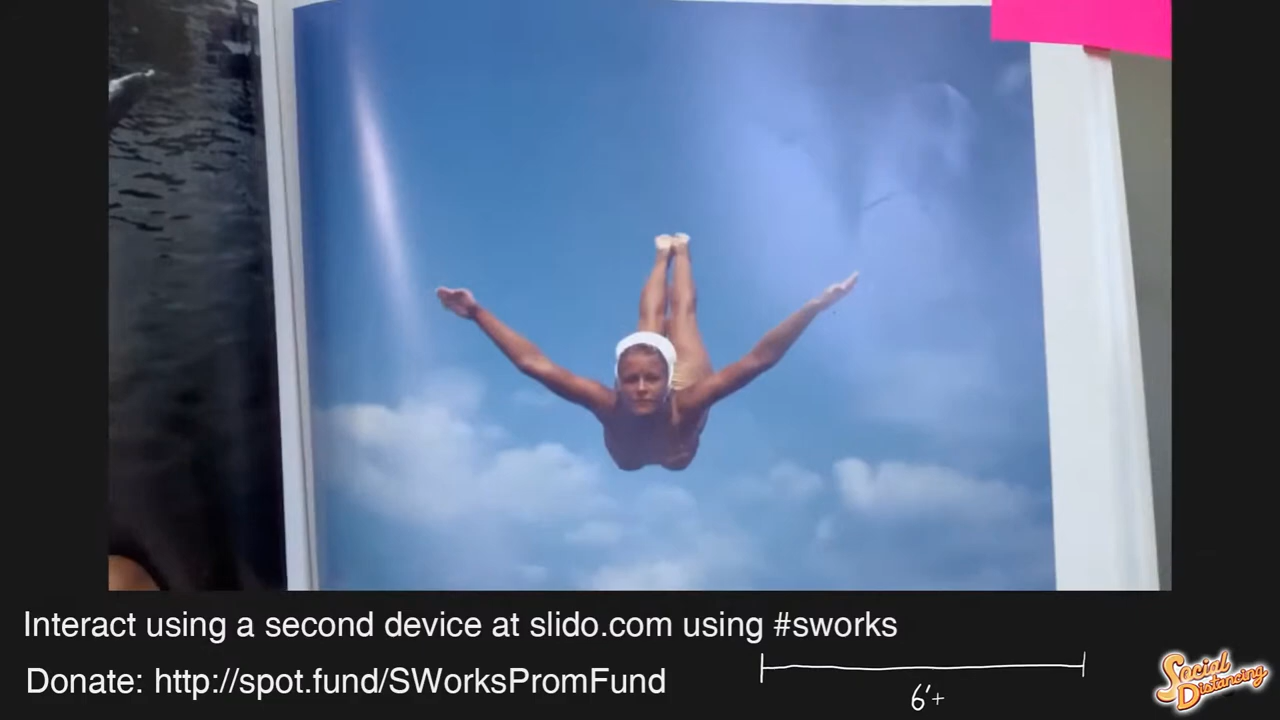 Interact using a second device at slido.com using #sworks
Donate: http://spot.fund/SWorksPromFund
6'+
Social
Distancing